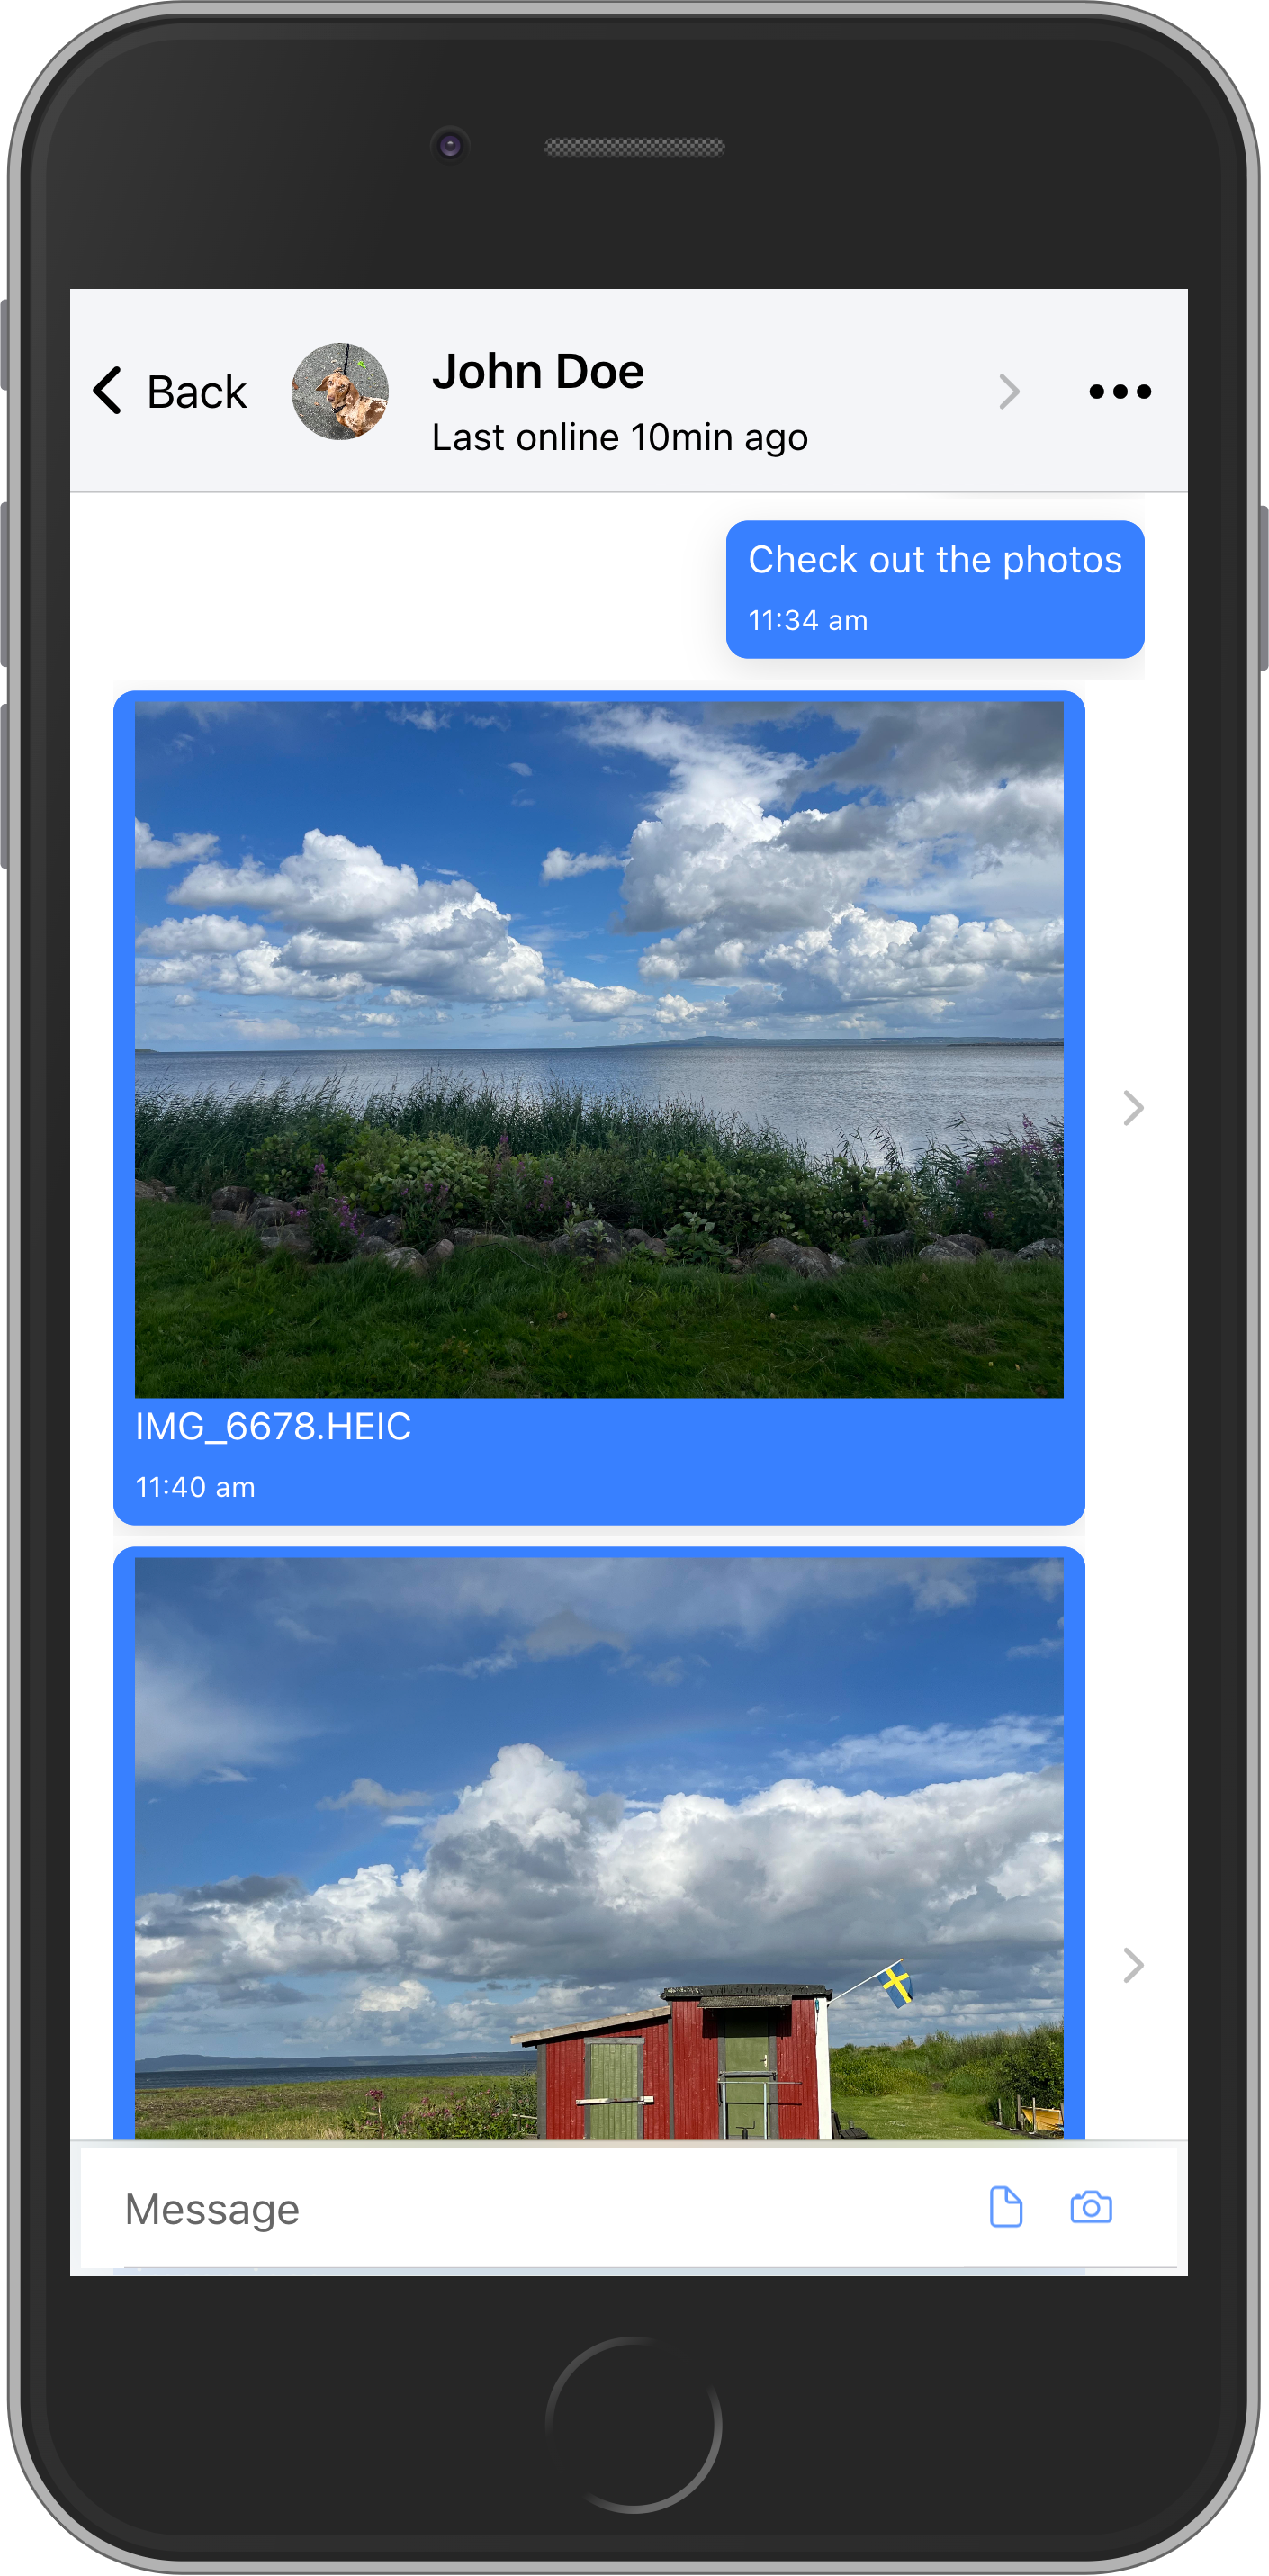 Back
John Doe
Last online 10min ago
Check out the photos
11:34 am
IMG_6678.HEIC
11:40 am
Message